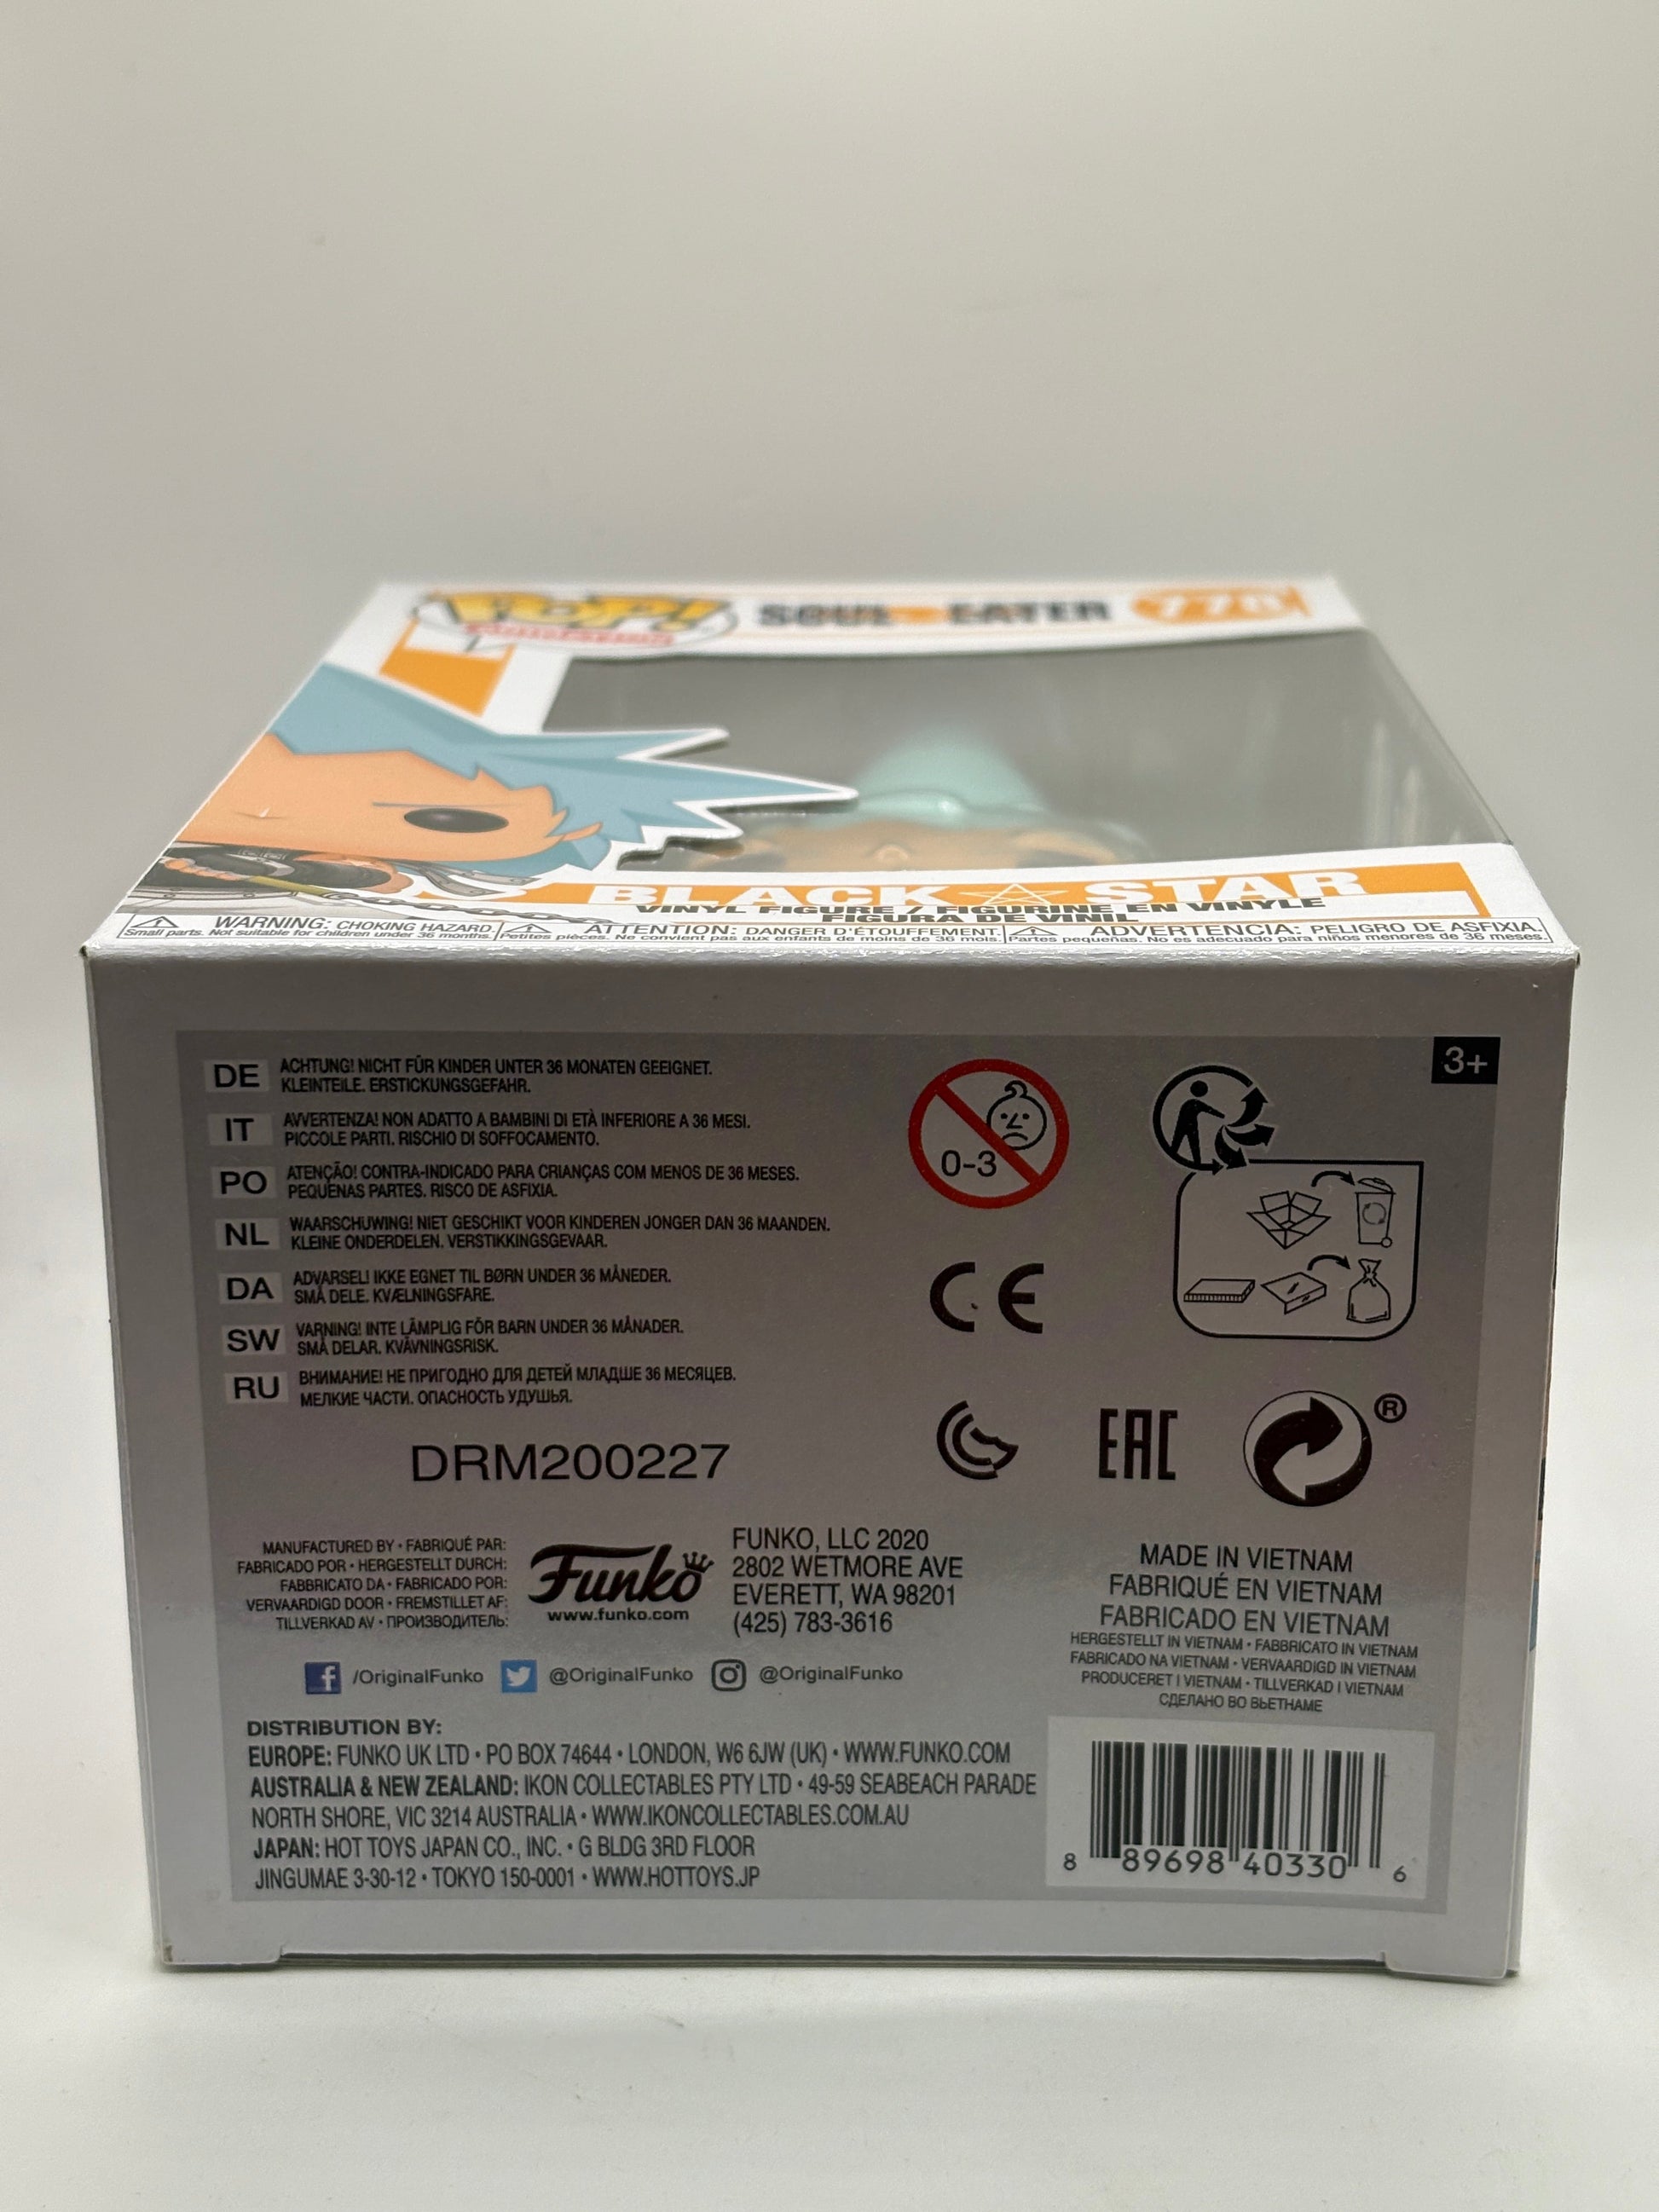 POP!
SOUL EATER
BLACK STAR
VINYL FIGURE / FIGURINE EN VINYLE
FIGURA DE VINIL
WARNING: CHOKING HAZARD.
Small parts. Not suitable for children under 36 months.
ATTENTION: DANGER D'ÉTOUFFEMENT.
Petites pièces. Ne convient pas aux enfants de moins de 36 mois.
ADVERTENCIA: PELIGRO DE ASFIXIA.
Partes pequeñas. No es adecuado para niños menores de 36 meses.
DE ACHTUNG! NICHT FÜR KINDER UNTER 36 MONATEN GEEIGNET.
KLEINTEILE. ERSTICKUNGSGEFAHR.
IT AVVERTENZA! NON ADATTO A BAMBINI DI ETÀ INFERIORE A 36 MESI.
PICCOLE PARTI. RISCHIO DI SOFFOCAMENTO.
PO ATENÇÃO! CONTRA-INDICADO PARA CRIANÇAS COM MENOS DE 36 MESES.
PEQUENAS PARTES. RISCO DE ASFIXIA.
NL WAARSCHUWING! NIET GESCHIKT VOOR KINDEREN JONGER DAN 36 MAANDEN.
KLEINE ONDERDELEN. VERSTIKKINGSGEVAAR.
DA ADVARSEL! IKKE EGNET TIL BØRN UNDER 36 MÅNEDER.
SMÅ DELE. KVÆLNINGSFARE.
SW VARNING! INTE LÄMPLIG FÖR BARN UNDER 36 MÅNADER.
SMÅ DELAR. KVÄVNINGSRISK.
RU ВНИМАНИЕ! НЕ ПРИГОДНО ДЛЯ ДЕТЕЙ МЛАДШЕ 36 МЕСЯЦЕВ.
МЕЛКИЕ ЧАСТИ. ОПАСНОСТЬ УДУШЬЯ.
0-3
3+
CE
EAC
®
DRM200227
MANUFACTURED BY • FABRIQUÉ PAR:
FABRICADO POR • HERGESTELLT DURCH:
FABBRICATO DA • FABRICADO POR:
VERVAARDIGD DOOR • FREMSTILLET AF:
TILLVERKAD AV • ПРОИЗВОДИТЕЛЬ:
Funko
www.funko.com
FUNKO, LLC 2020
2802 WETMORE AVE
EVERETT, WA 98201
(425) 783-3616
MADE IN VIETNAM
FABRIQUÉ EN VIETNAM
FABRICADO EN VIETNAM
HERGESTELLT IN VIETNAM • FABBRICATO IN VIETNAM
FABRICADO NA VIETNAM • VERVAARDIGD IN VIETNAM
PRODUCERET I VIETNAM • TILLVERKAD I VIETNAM
СДЕЛАНО ВО ВЬЕТНАМЕ
/OriginalFunko @OriginalFunko @OriginalFunko
DISTRIBUTION BY:
EUROPE: FUNKO UK LTD • PO BOX 74644 • LONDON, W6 6JW (UK) • WWW.FUNKO.COM
AUSTRALIA & NEW ZEALAND: IKON COLLECTABLES PTY LTD • 49-59 SEABEACH PARADE
NORTH SHORE, VIC 3214 AUSTRALIA • WWW.IKONCOLLECTABLES.COM.AU
JAPAN: HOT TOYS JAPAN CO., INC. • G BLDG 3RD FLOOR
JINGUMAE 3-30-12 • TOKYO 150-0001 • WWW.HOTTOYS.JP
8 89698 40330 6